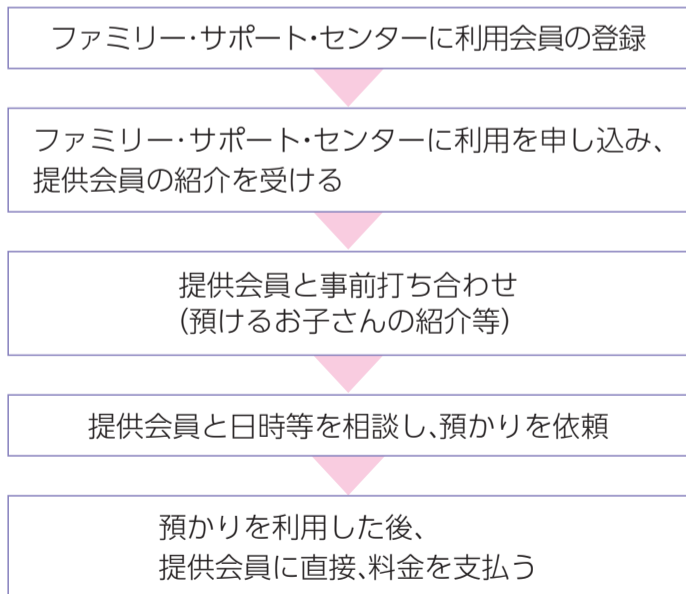 ファミリー・サポート・センターに利用会員の登録
ファミリー・サポート・センターに利用を申し込み、
提供会員の紹介を受ける
提供会員と事前打ち合わせ
(預けるお子さんの紹介等)
提供会員と日時等を相談し、預かりを依頼
預かりを利用した後、
提供会員に直接、料金を支払う